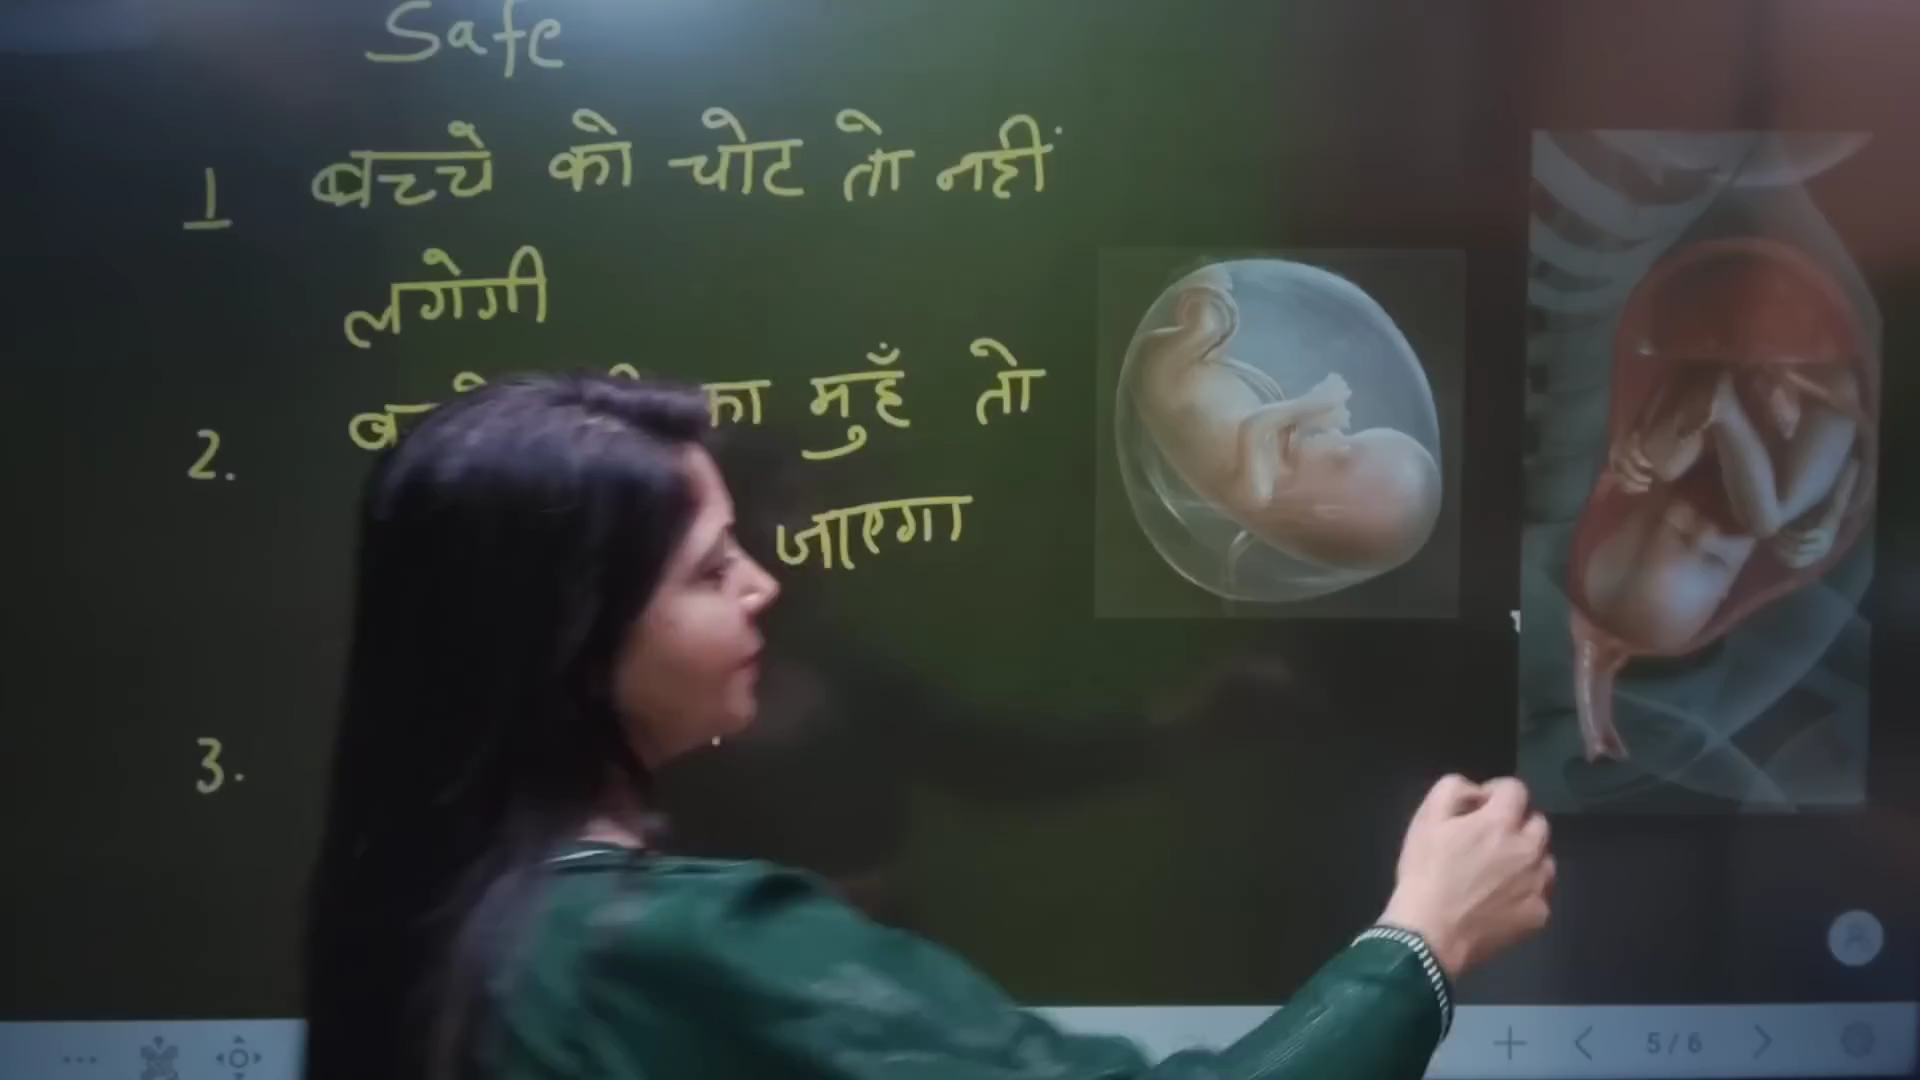 Safe
1 बच्चे को चोट तो नहीं
लगेगी
2. का मुहँ तो
जाएगा
3.
5/6